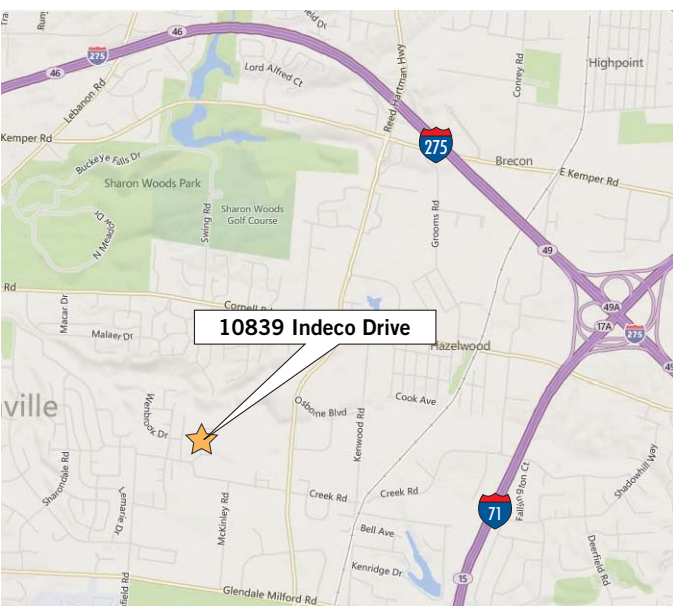 46
275
46
Lebanon Rd
Lord Alfred Ct
Reed Hartman Hwy
Conrey Rd
Highpoint
Kemper Rd
Buckeye Falls Dr
Sharon Woods Park
N Meadow Dr
Swing Rd
Sharon Woods
Golf Course
275
Brecon
E Kemper Rd
Grooms Rd
49
Rd
Macar Dr
Malaer Dr
Cornell Rd
10839 Indeco Drive
Hazelwood
49A
17A
275
49
ville
Wenbrook Dr
Osborne Blvd
Cook Ave
Kenwood Rd
Sharondale Rd
Lemarie Dr
McKinley Rd
Creek Rd
Creek Rd
71
Fallington Ct
Shadowhill Way
Bell Ave
Kenridge Dr
Deerfield Rd
15
field Rd
Glendale Milford Rd